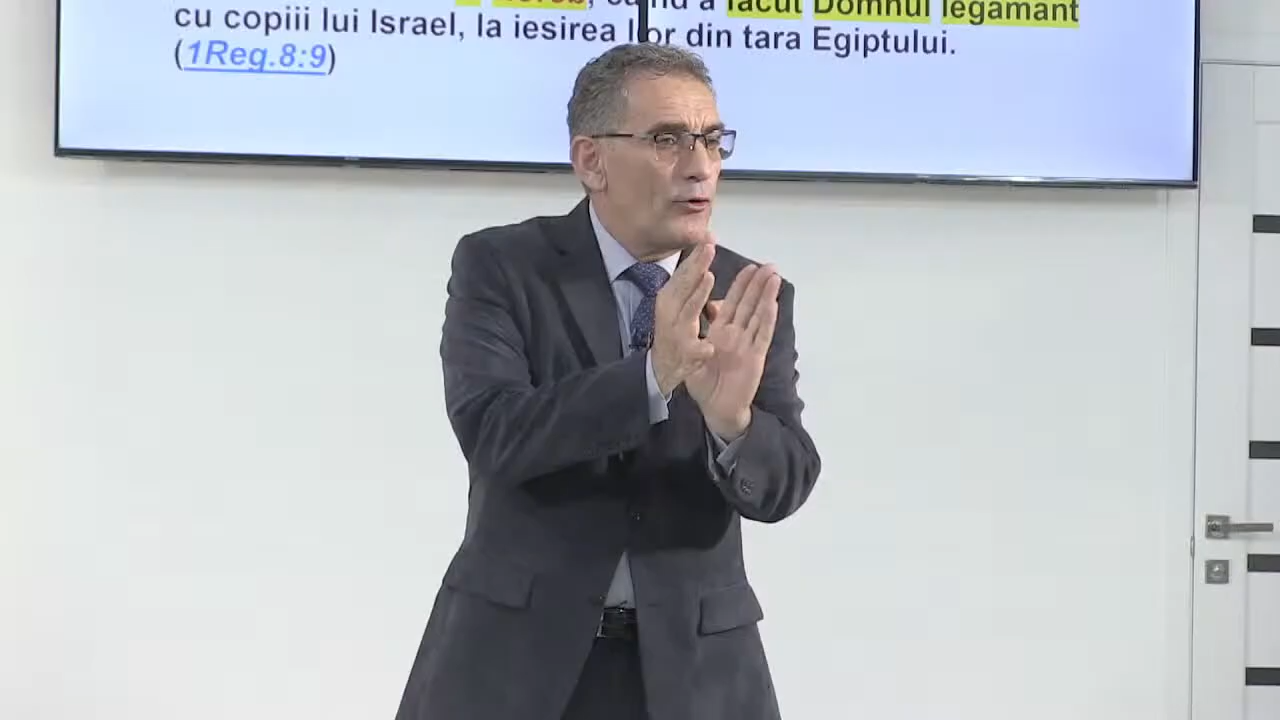 a facut Domnul legamant
cu copiii lui Israel, la iesirea lor din tara Egiptului.
(1Reg.8:9)